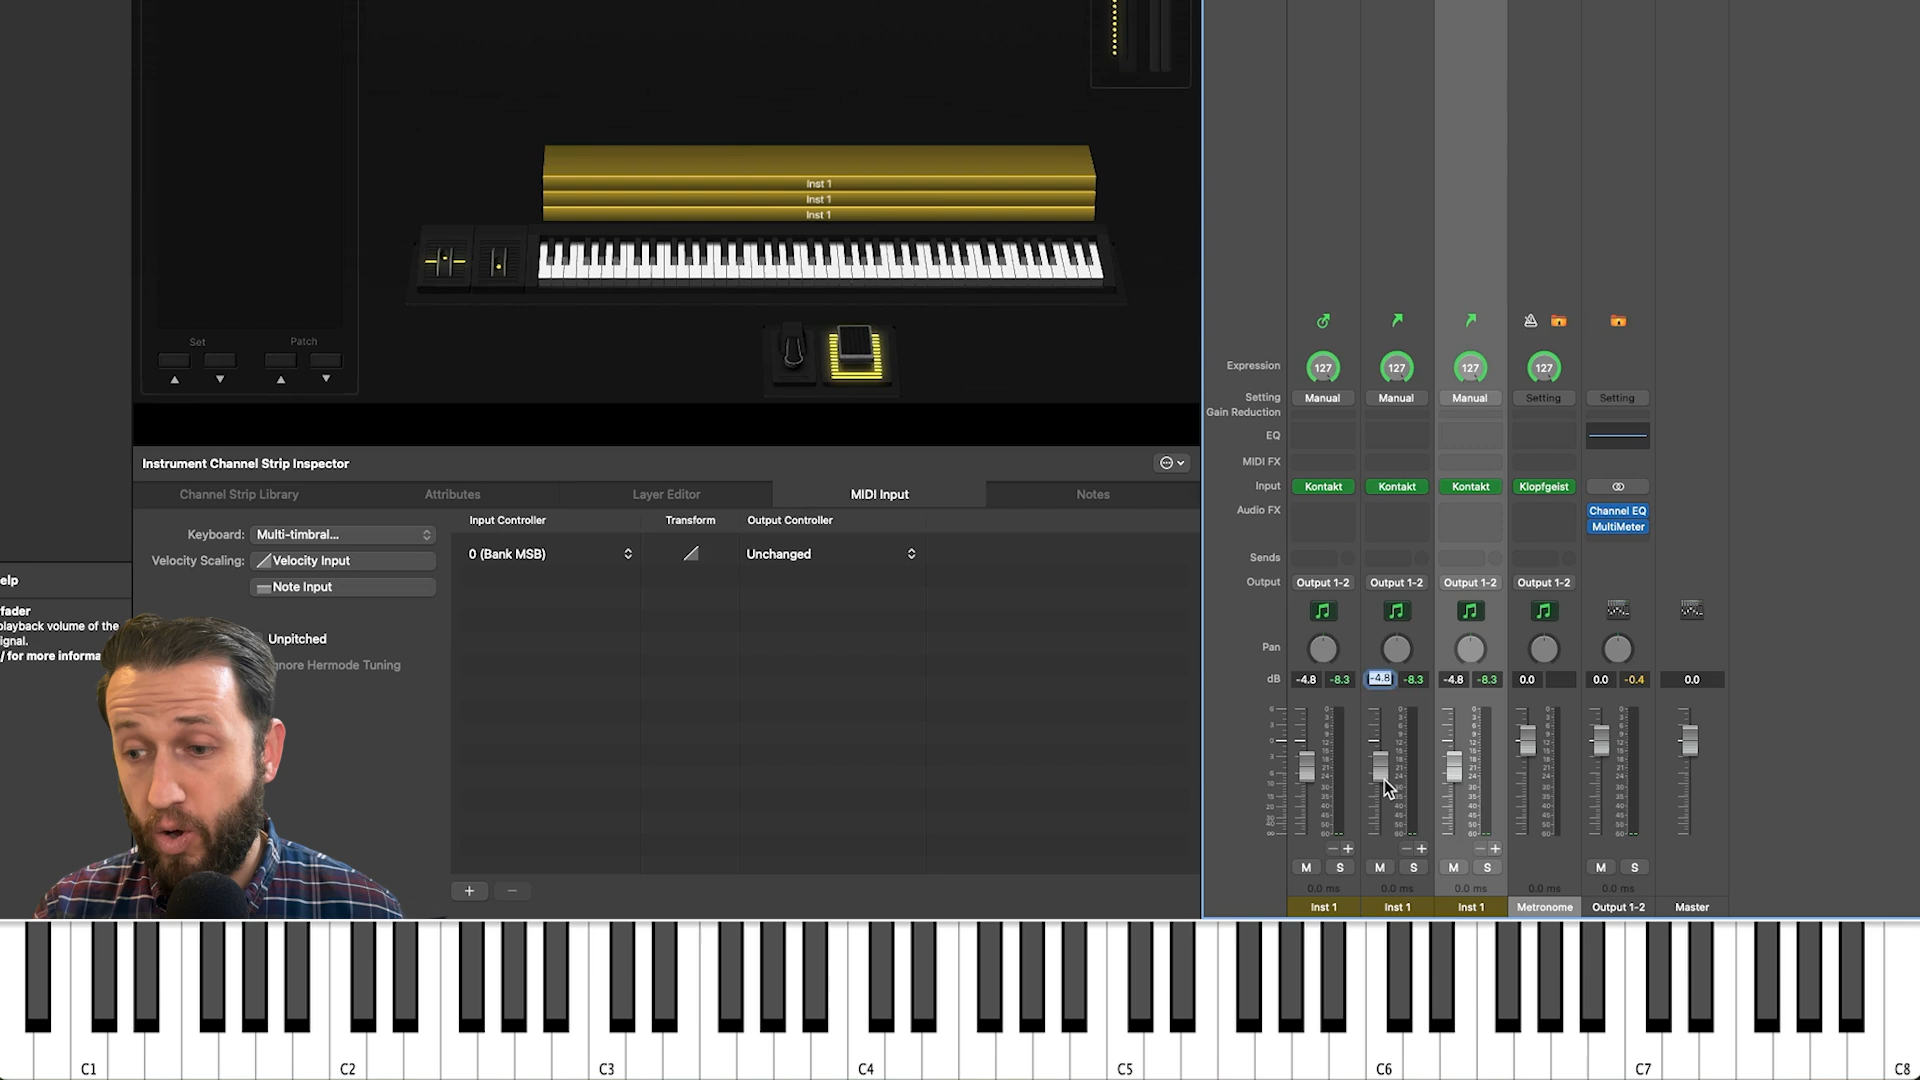 Inst 1
Inst 1
Inst 1
Set
Patch
Expression
127
127
127
127
Setting
Manual
Manual
Manual
Setting
Setting
Gain Reduction
EQ
MIDI FX
Input
Kontakt
Kontakt
Kontakt
Klopfgeist
Audio FX
Channel EQ
MultiMeter
Sends
Output
Output 1-2
Output 1-2
Output 1-2
Output 1-2
Pan
dB
-4.8 -8.3
-4.8 -8.3
-4.8 -8.3
0.0
0.0 -0.4
0.0
M S
M S
M S
M S
0.0 ms
0.0 ms
0.0 ms
0.0 ms
0.0 ms
Inst 1
Inst 1
Inst 1
Metronome
Output 1-2
Master
Instrument Channel Strip Inspector
Channel Strip Library
Attributes
Layer Editor
MIDI Input
Notes
Keyboard: Multi-timbral...
Velocity Scaling: Velocity Input
Note Input
Unpitched
gnore Hermode Tuning
Input Controller
Transform
Output Controller
0 (Bank MSB)
Unchanged
elp
fader
playback volume of the
ignal.
/ for more informa
C1
C2
C3
C4
C5
C6
C7
C8